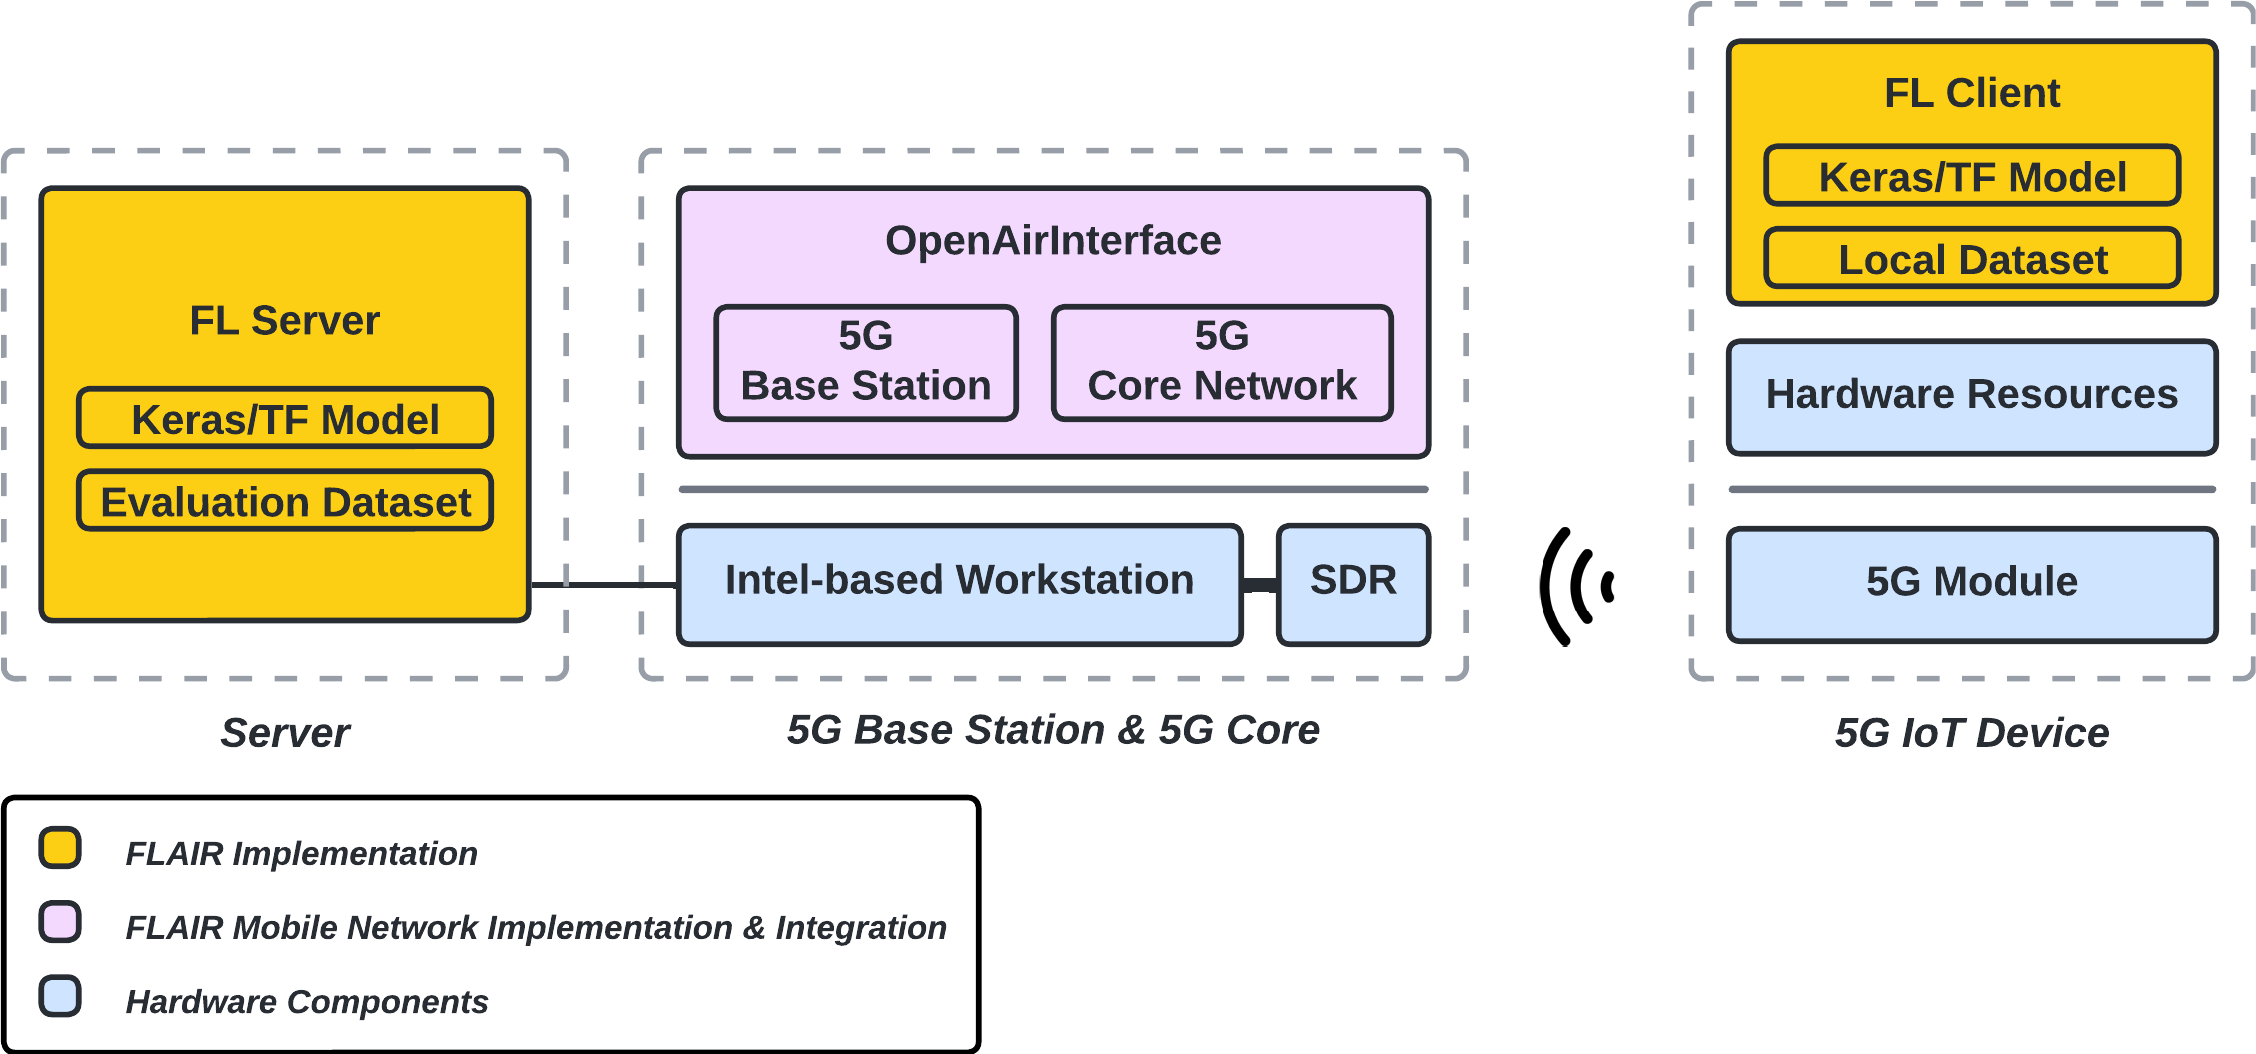 FL Server
Keras/TF Model
Evaluation Dataset
Server
OpenAirInterface
5G
Base Station
5G
Core Network
Intel-based Workstation
SDR
5G Base Station & 5G Core
FL Client
Keras/TF Model
Local Dataset
Hardware Resources
5G Module
5G IoT Device
FLAIR Implementation
FLAIR Mobile Network Implementation & Integration
Hardware Components